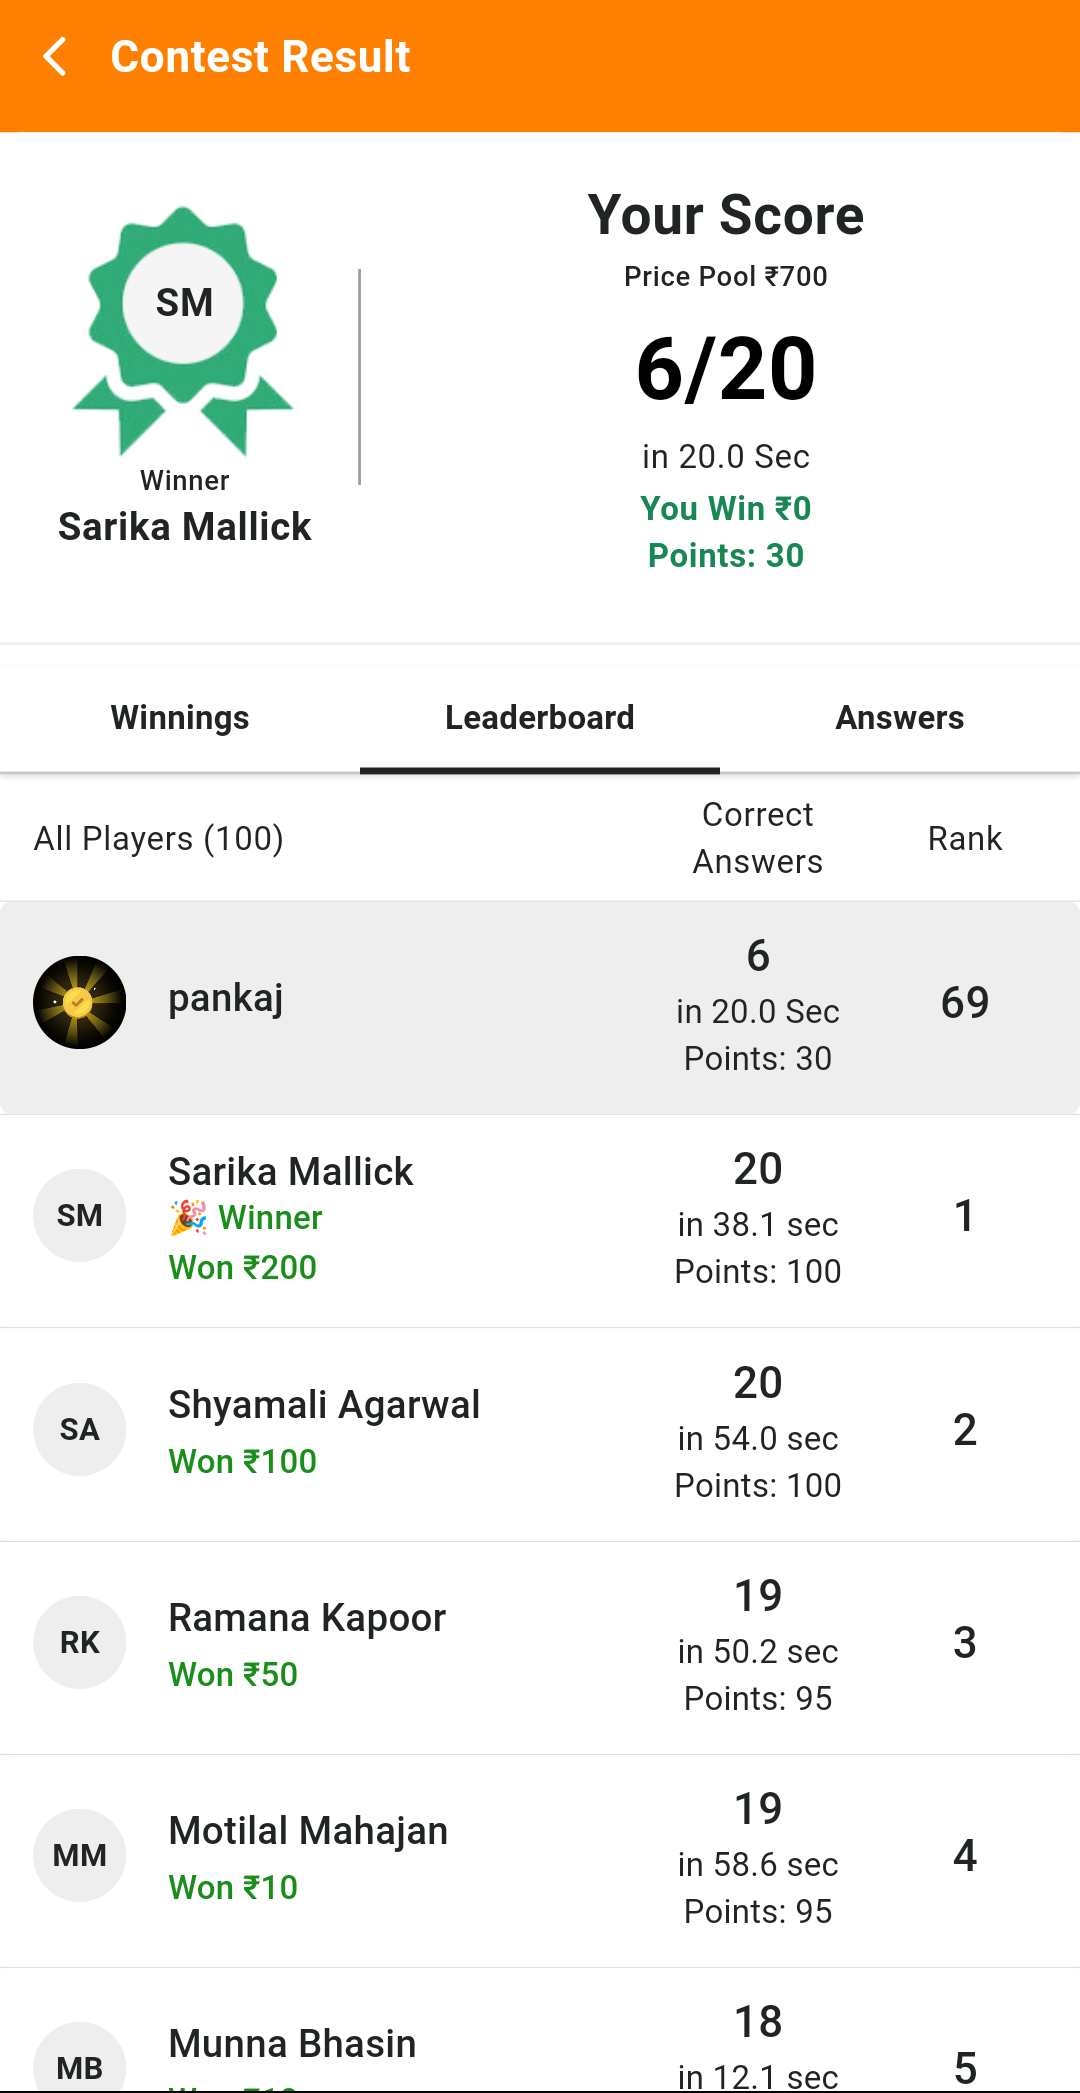 Contest Result
SM
Winner
Sarika Mallick
Your Score
Price Pool ₹700
6/20
in 20.0 Sec
You Win ₹0
Points: 30
Winnings
Leaderboard
Answers
All Players (100)
Correct
Answers
Rank
pankaj
6
in 20.0 Sec
Points: 30
69
SM
Sarika Mallick
🎉 Winner
Won ₹200
20
in 38.1 sec
Points: 100
1
SA
Shyamali Agarwal
Won ₹100
20
in 54.0 sec
Points: 100
2
RK
Ramana Kapoor
Won ₹50
19
in 50.2 sec
Points: 95
3
MM
Motilal Mahajan
Won ₹10
19
in 58.6 sec
Points: 95
4
MB
Munna Bhasin
18
in 12.1 sec
5